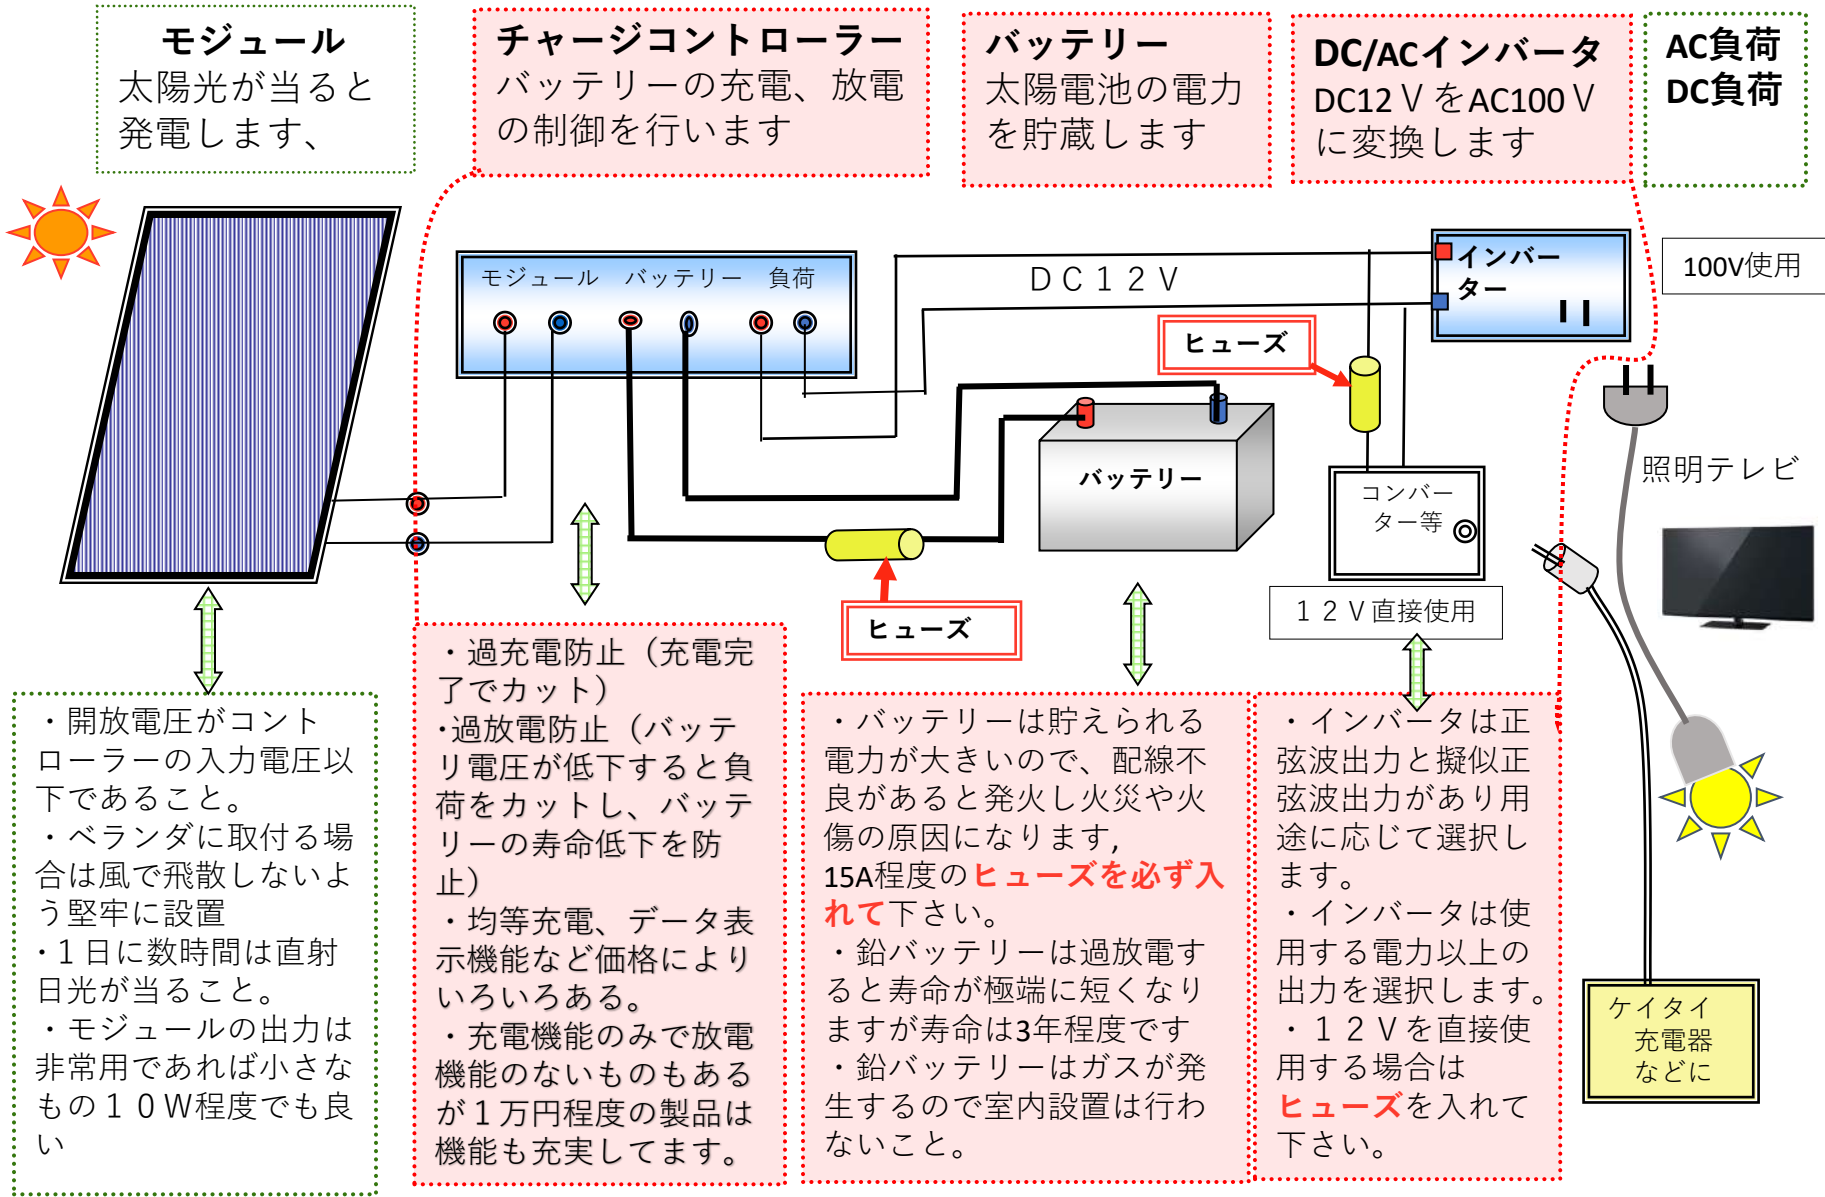 モジュール
太陽光が当ると
発電します、
チャージコントローラー
バッテリーの充電、放電
の制御を行います
バッテリー
太陽電池の電力
を貯蔵します
DC/ACインバータ
DC12ＶをAC100Ｖ
に変換します
AC負荷
DC負荷
モジュール　バッテリー　負荷
ＤＣ１２Ｖ
インバー
ター
100V使用
ヒューズ
バッテリー
コンバー
ター等
照明テレビ
１２Ｖ直接使用
ヒューズ
・開放電圧がコント
ローラーの入力電圧以
下であること。
・ベランダに取付る場
合は風で飛散しないよ
う堅牢に設置
・１日に数時間は直射
日光が当ること。
・モジュールの出力は
非常用であれば小さな
もの１０W程度でも良
い
・過充電防止（充電完
了でカット）
・過放電防止（バッテ
リ電圧が低下すると負
荷をカットし、バッテ
リーの寿命低下を防
止）
・均等充電、データ表
示機能など価格により
いろいろある。
・充電機能のみで放電
機能のないものもある
が１万円程度の製品は
機能も充実してます。
・バッテリーは貯えられる
電力が大きいので、配線不
良があると発火し火災や火
傷の原因になります,
15A程度のヒューズを必ず入
れて下さい。
・鉛バッテリーは過放電す
ると寿命が極端に短くなり
ますが寿命は3年程度です
・鉛バッテリーはガスが発
生するので室内設置は行わ
ないこと。
・インバータは正
弦波出力と擬似正
弦波出力があり用
途に応じて選択し
ます。
・インバータは使
用する電力以上の
出力を選択します。
・１２Ｖを直接使
用する場合は
ヒューズを入れて
下さい。
ケイタイ
充電器
などに